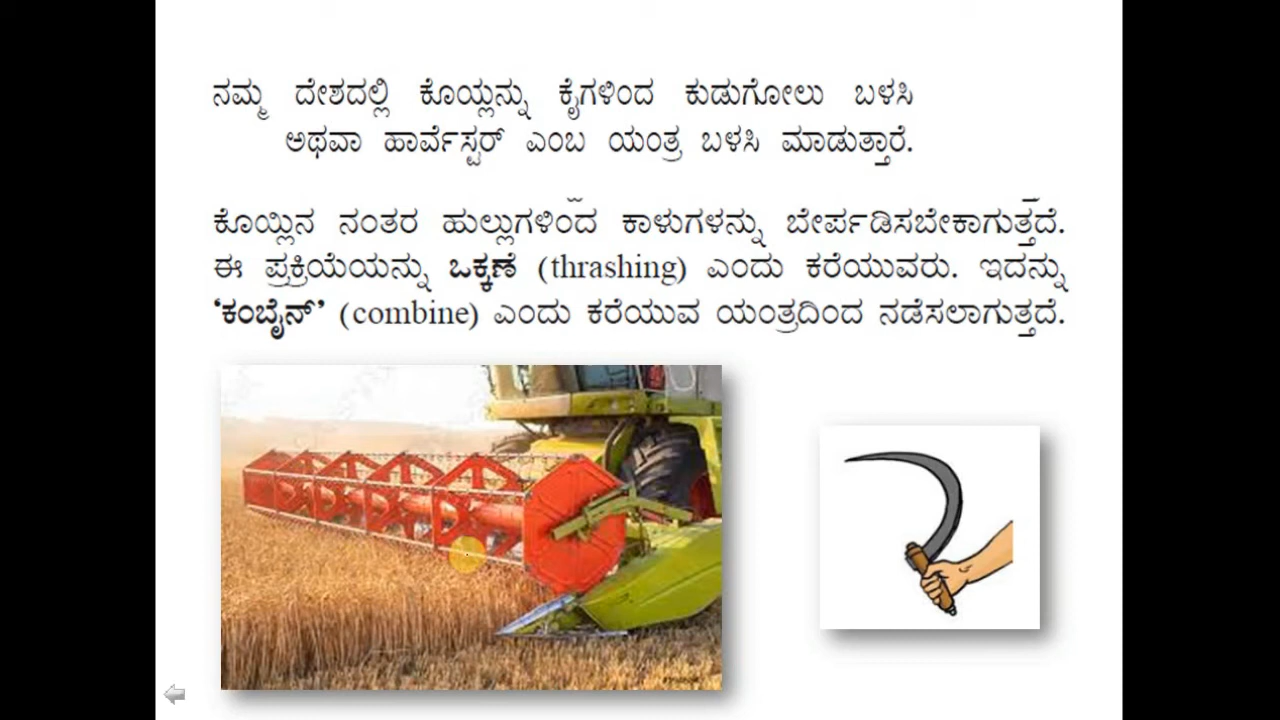 ನಮ್ಮ ದೇಶದಲ್ಲಿ ಕೊಯ್ಲನ್ನು ಕೈಗಳಿಂದ ಕುಡುಗೋಲು ಬಳಸಿ
ಅಥವಾ ಹಾರ್ವೆಸ್ಟರ್ ಎಂಬ ಯಂತ್ರ ಬಳಸಿ ಮಾಡುತ್ತಾರೆ.
ಕೊಯ್ಲಿನ ನಂತರ ಹುಲ್ಲುಗಳಿಂದ ಕಾಳುಗಳನ್ನು ಬೇರ್ಪಡಿಸಬೇಕಾಗುತ್ತದೆ.
ಈ ಪ್ರಕ್ರಿಯೆಯನ್ನು ಒಕ್ಕಣೆ (thrashing) ಎಂದು ಕರೆಯುವರು. ಇದನ್ನು
‘ಕಂಬೈನ್’ (combine) ಎಂದು ಕರೆಯುವ ಯಂತ್ರದಿಂದ ನಡೆಸಲಾಗುತ್ತದೆ.